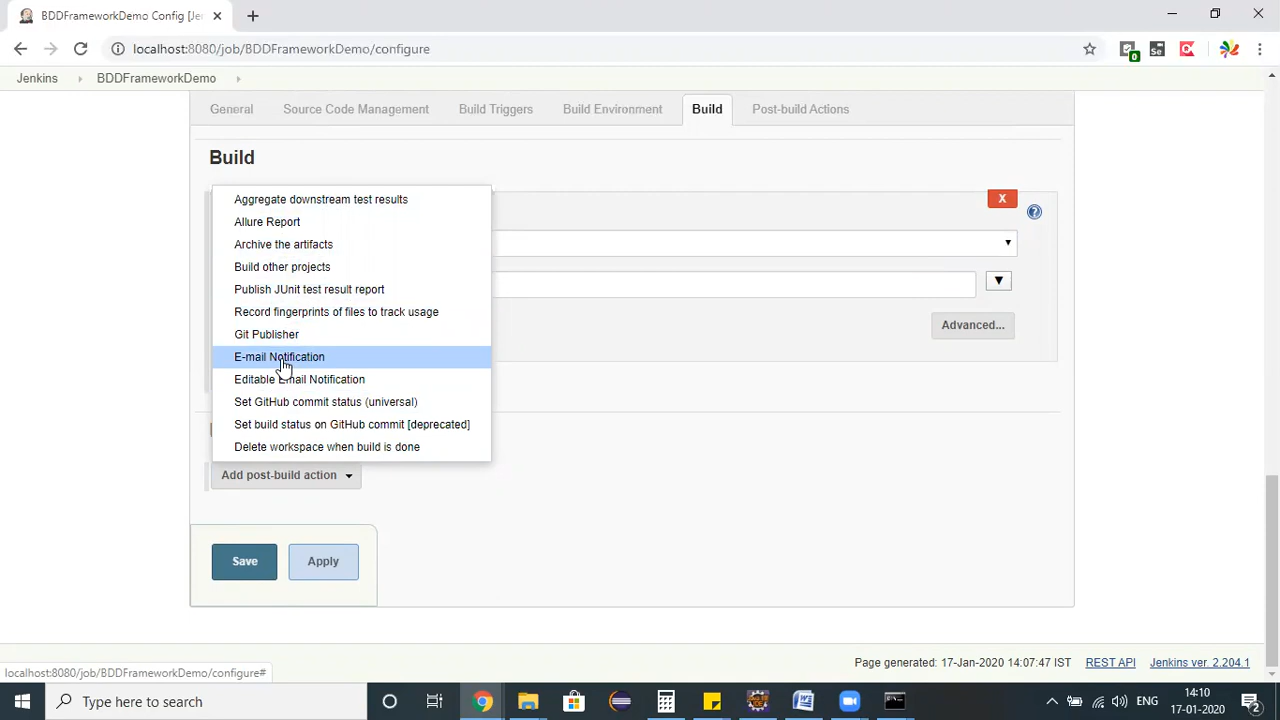 BDDFrameworkDemo Config [Je
localhost:8080/job/BDDFrameworkDemo/configure
0
Se
Jenkins
BDDFrameworkDemo
General
Source Code Management
Build Triggers
Build Environment
Build
Post-build Actions
Build
Aggregate downstream test results
X
Allure Report
Archive the artifacts
Build other projects
Publish JUnit test result report
Record fingerprints of files to track usage
Advanced...
Git Publisher
E-mail Notification
Editable Email Notification
Set GitHub commit status (universal)
Set build status on GitHub commit [deprecated]
Delete workspace when build is done
Add post-build action
Save
Apply
Page generated: 17-Jan-2020 14:07:47 IST
REST API
Jenkins ver. 2.204.1
localhost:8080/job/BDDFrameworkDemo/configure#
Type here to search
ENG
14:10
17-01-2020
2